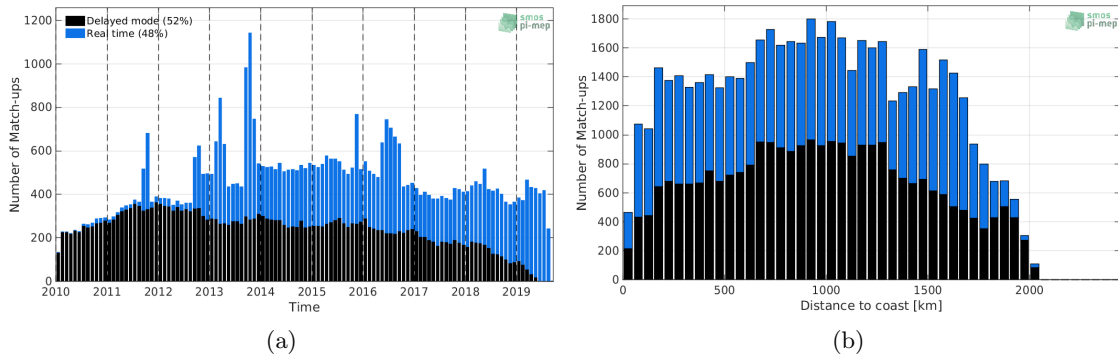 1200
1000
800
600
400
200
0
Number of Match-ups
Delayed mode (52%)
Real time (48%)
smos
pi-mep
2010 2011 2012 2013 2014 2015 2016 2017 2018 2019
Time
(a)
1800
1600
1400
1200
1000
800
600
400
200
0
Number of Match-ups
smos
pi-mep
0 500 1000 1500 2000
Distance to coast [km]
(b)